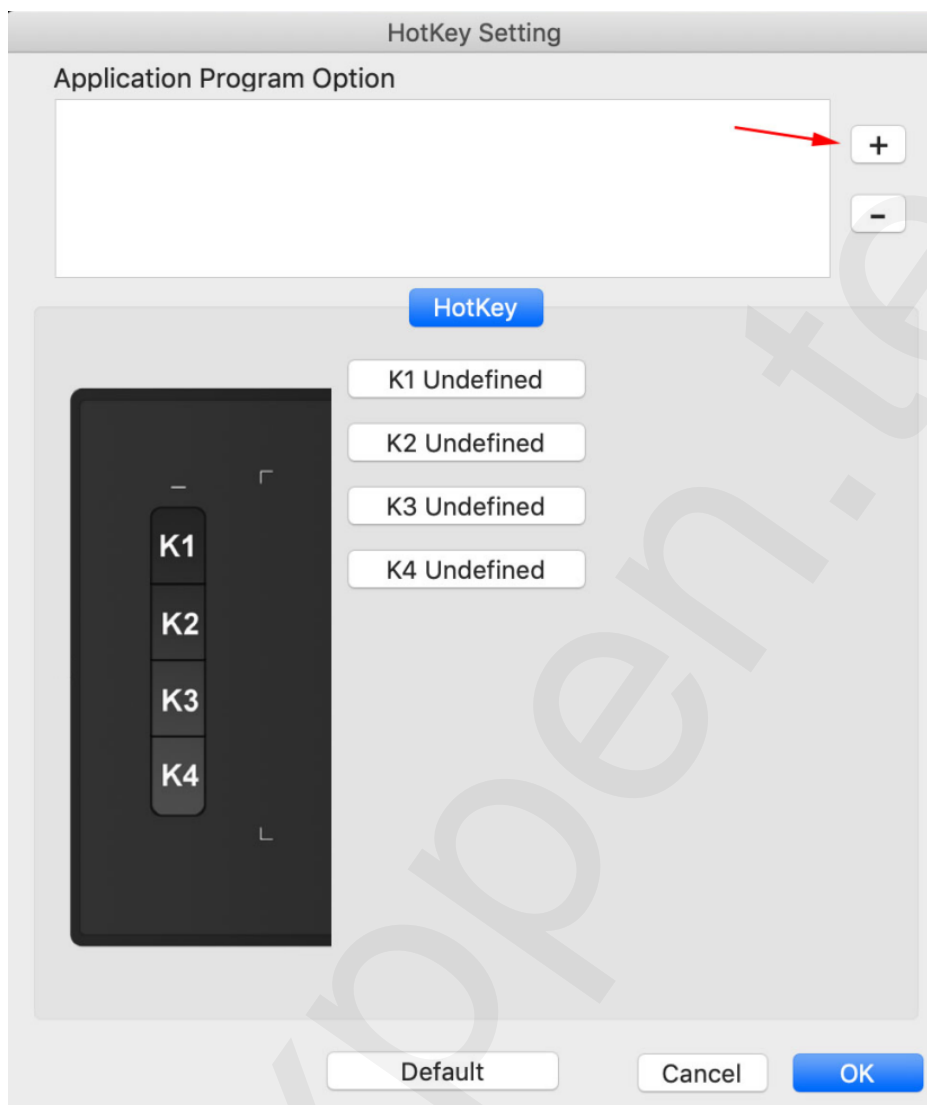 HotKey Setting
Application Program Option
+
-
HotKey
K1 Undefined
K2 Undefined
K3 Undefined
K4 Undefined
K1
K2
K3
K4
Default
Cancel
OK